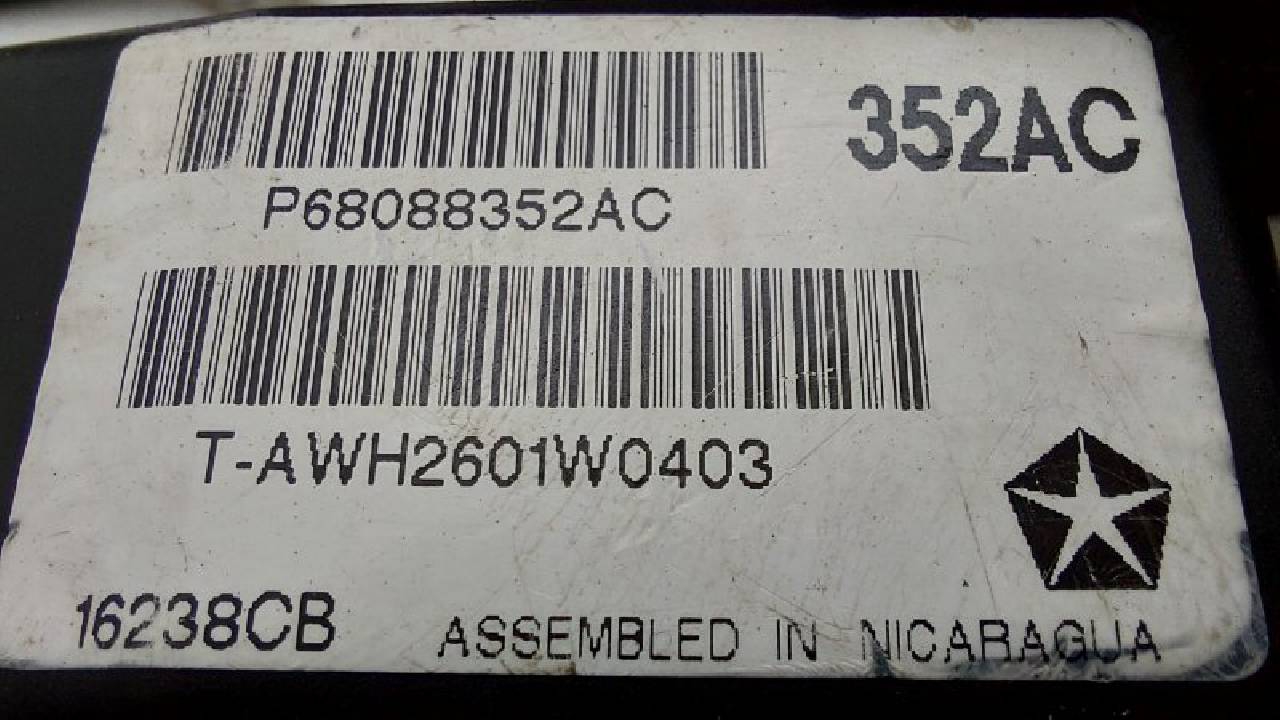 352AC
P68088352AC
T-AWH2601W0403
16238CB
ASSEMBLED IN NICARAGUA